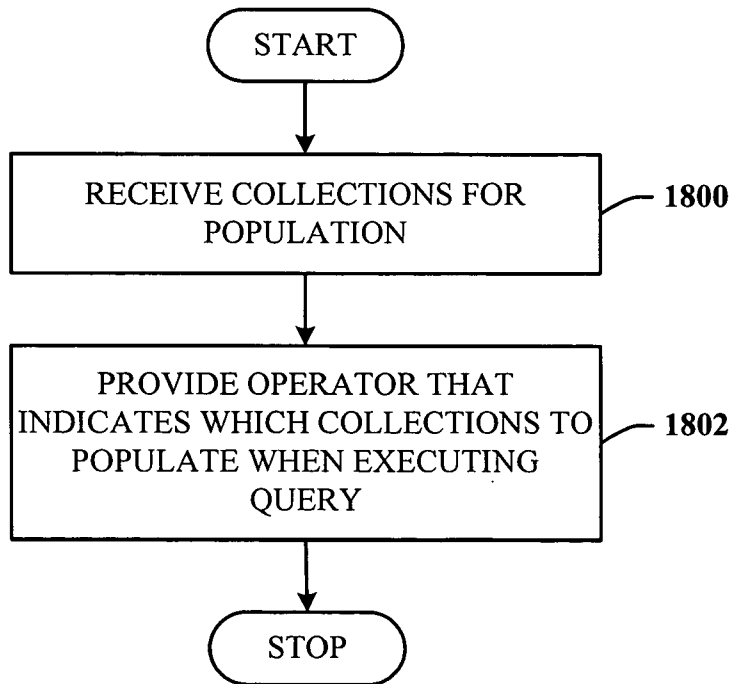 START
RECEIVE COLLECTIONS FOR
POPULATION
1800
PROVIDE OPERATOR THAT
INDICATES WHICH COLLECTIONS TO
POPULATE WHEN EXECUTING
QUERY
1802
STOP